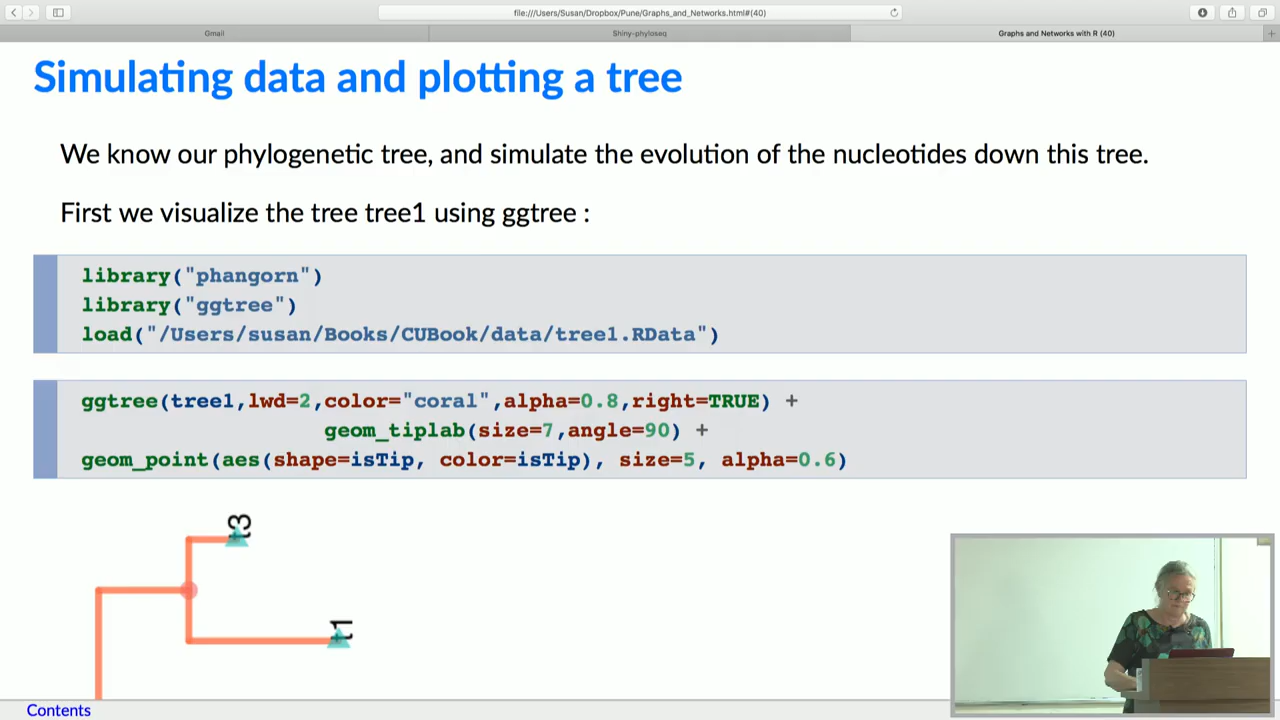 file:///Users/Susan/Dropbox/Pune/Graphs_and_Networks.html#(40)
Gmail
Shiny-phyloseq
Graphs and Networks with R (40)
Simulating data and plotting a tree
We know our phylogenetic tree, and simulate the evolution of the nucleotides down this tree.
First we visualize the tree tree1 using ggtree :
library("phangorn")
library("ggtree")
load("/Users/susan/Books/CUBook/data/tree1.RData")
ggtree(tree1,lwd=2,color="coral",alpha=0.8,right=TRUE) +
geom_tiplab(size=7,angle=90) +
geom_point(aes(shape=isTip, color=isTip), size=5, alpha=0.6)
t3
t1
Contents